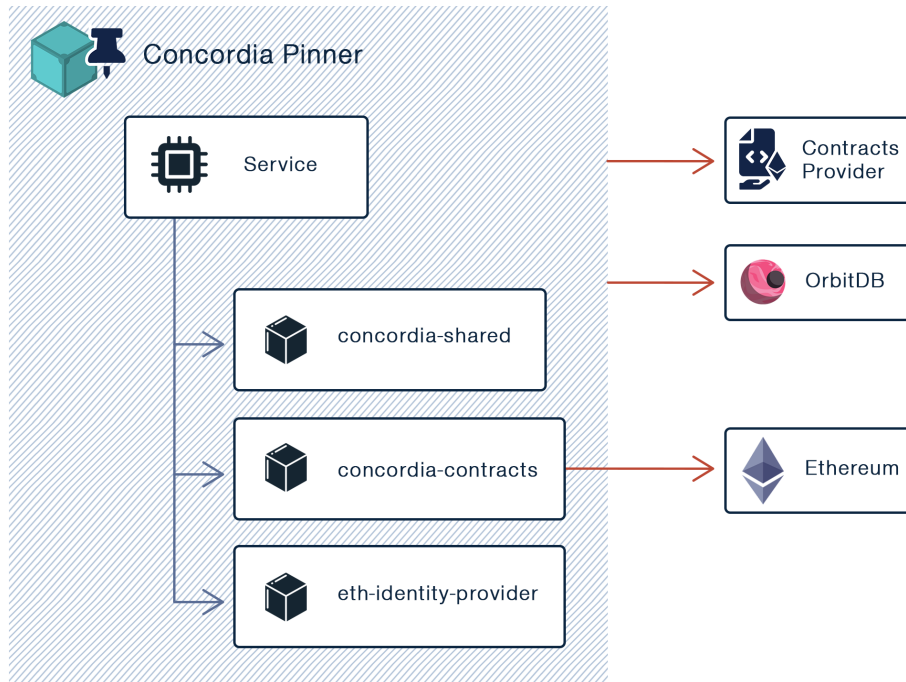 Concordia Pinner
Service
Contracts
Provider
OrbitDB
concordia-shared
concordia-contracts
Ethereum
eth-identity-provider